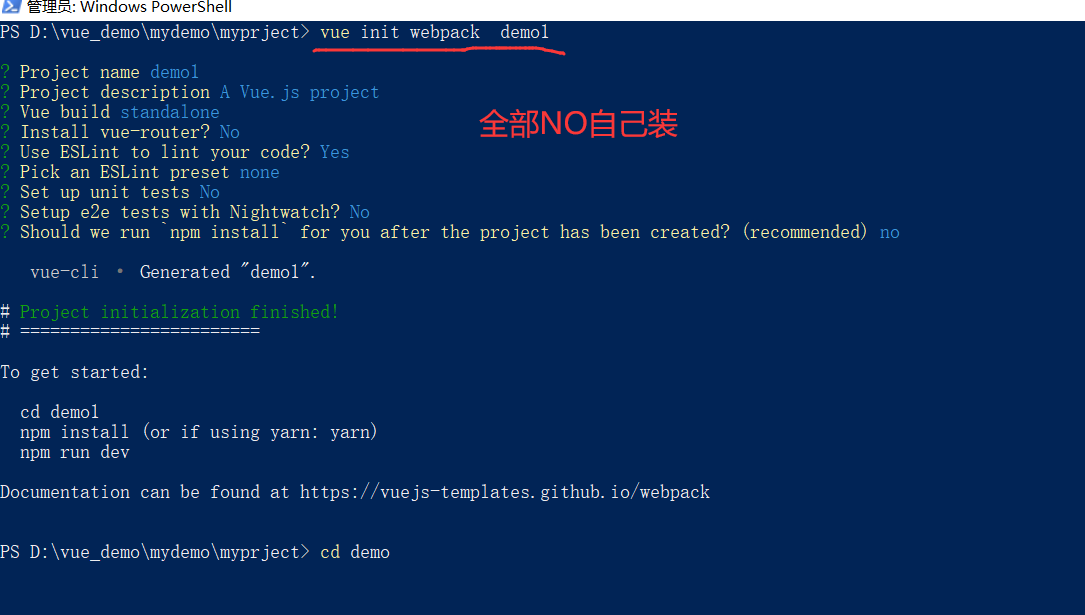 管理员: Windows PowerShell
PS D:\vue_demo\mydemo\myprject> vue init webpack  demo1
? Project name demo1
? Project description A Vue.js project
? Vue build standalone
全部NO自己装
? Install vue-router? No
? Use ESLint to lint your code? Yes
? Pick an ESLint preset none
? Set up unit tests No
? Setup e2e tests with Nightwatch? No
? Should we run `npm install` for you after the project has been created? (recommended) no
vue-cli · Generated "demo1".
# Project initialization finished!
# ========================
To get started:
cd demo1
npm install (or if using yarn: yarn)
npm run dev
Documentation can be found at https://vuejs-templates.github.io/webpack
PS D:\vue_demo\mydemo\myprject> cd demo